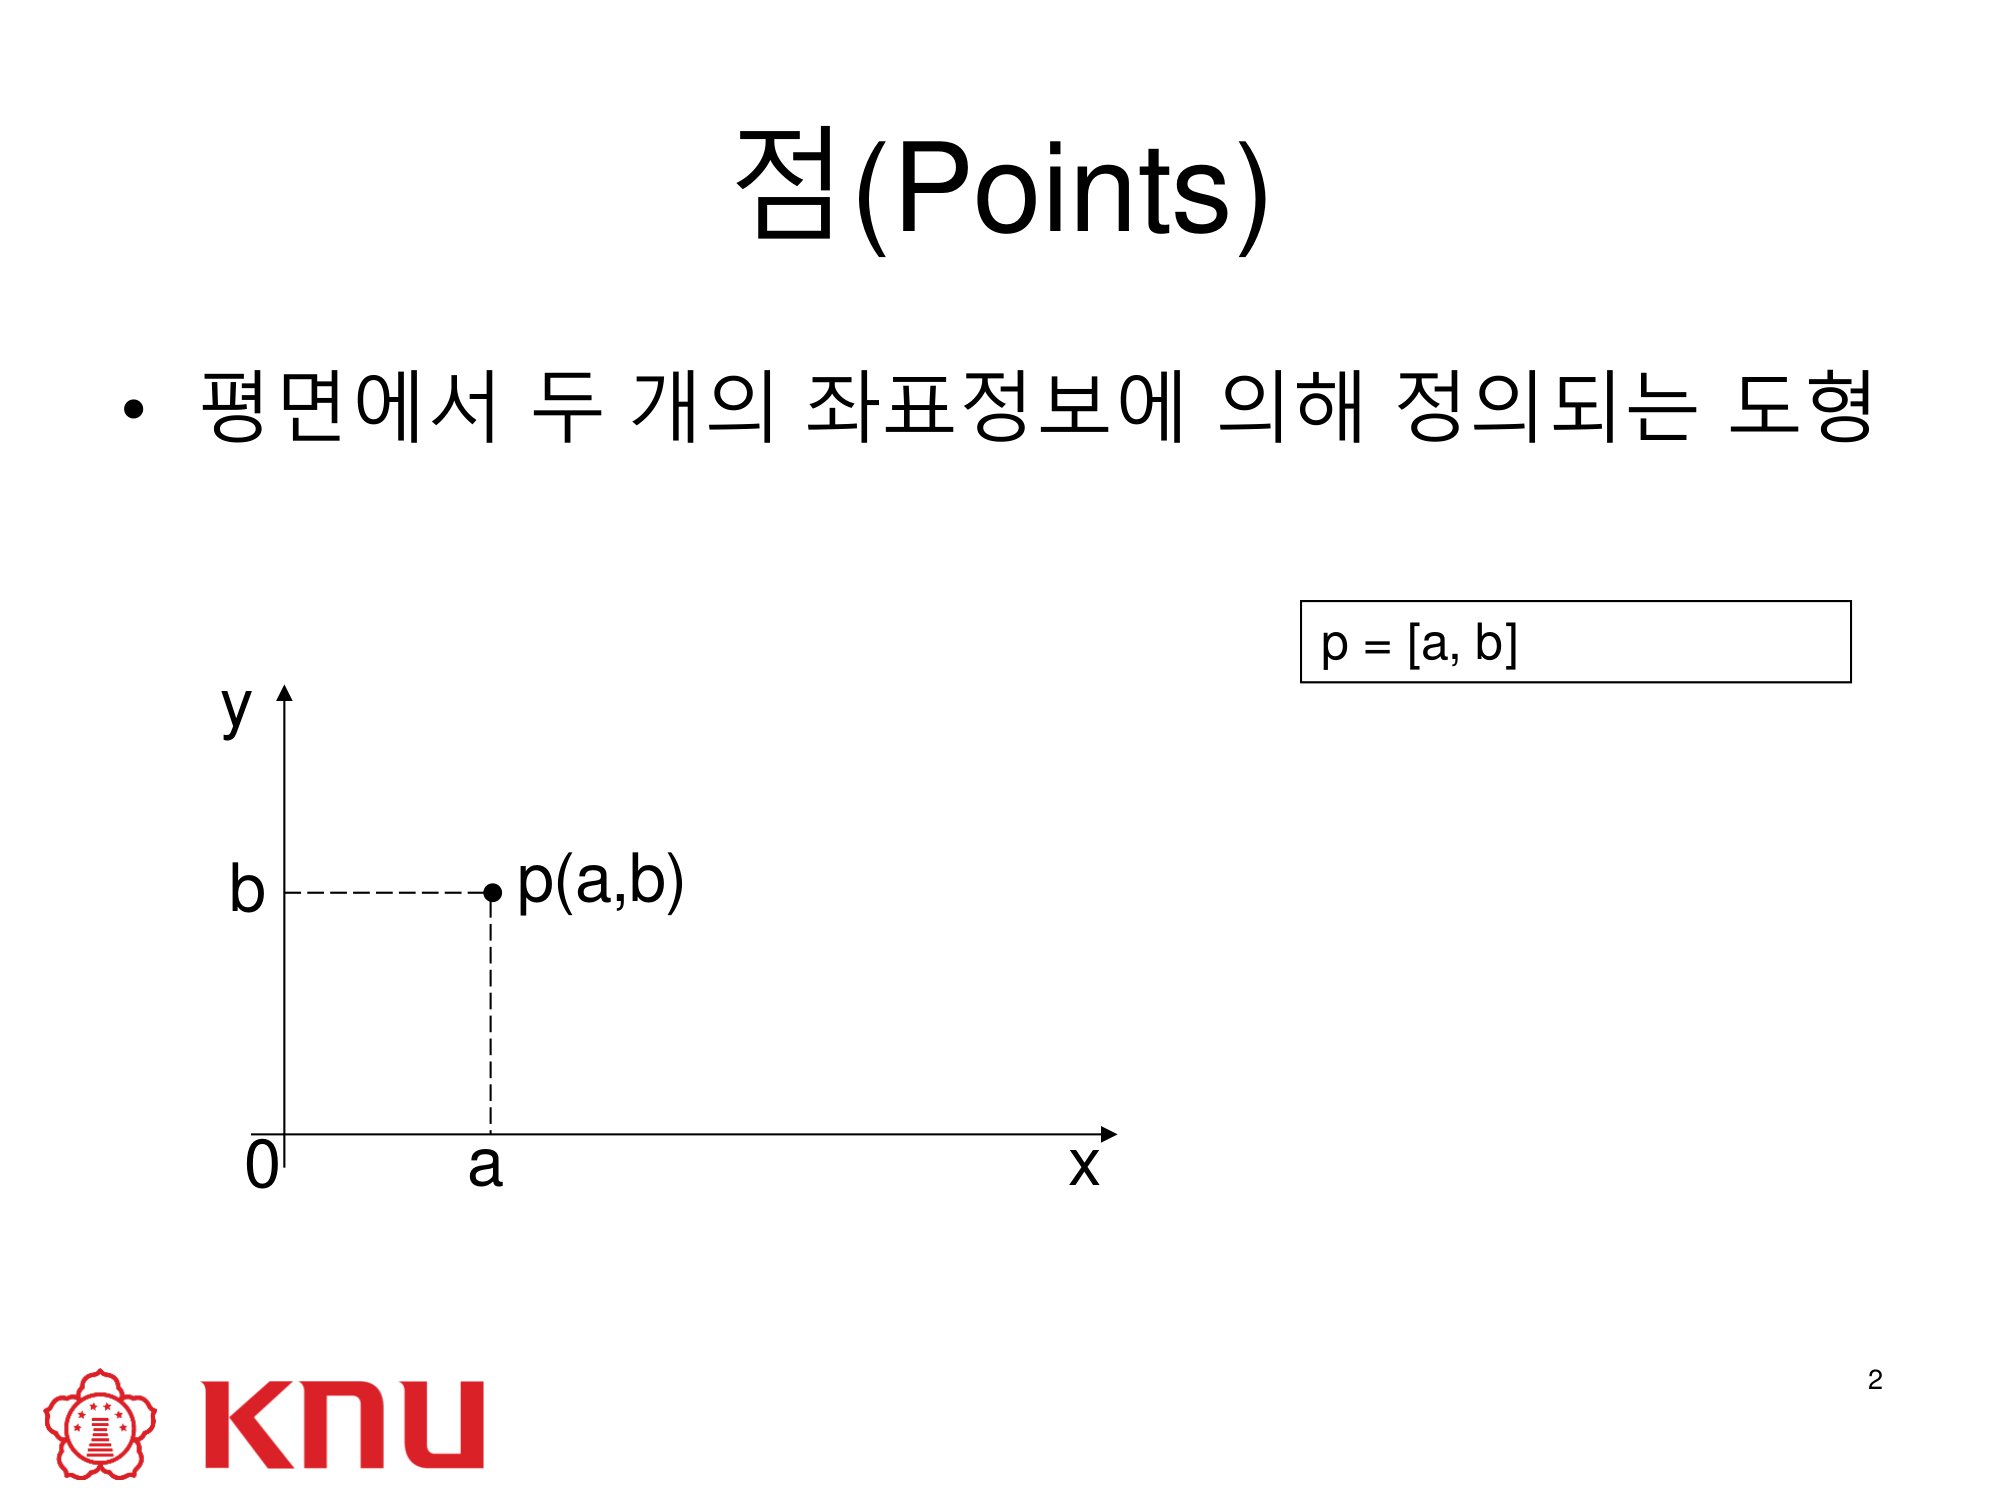 점(Points)
• 평면에서 두 개의 좌표정보에 의해 정의되는 도형
p = [a, b]
y
b
p(a,b)
0
a
x
KNU
2